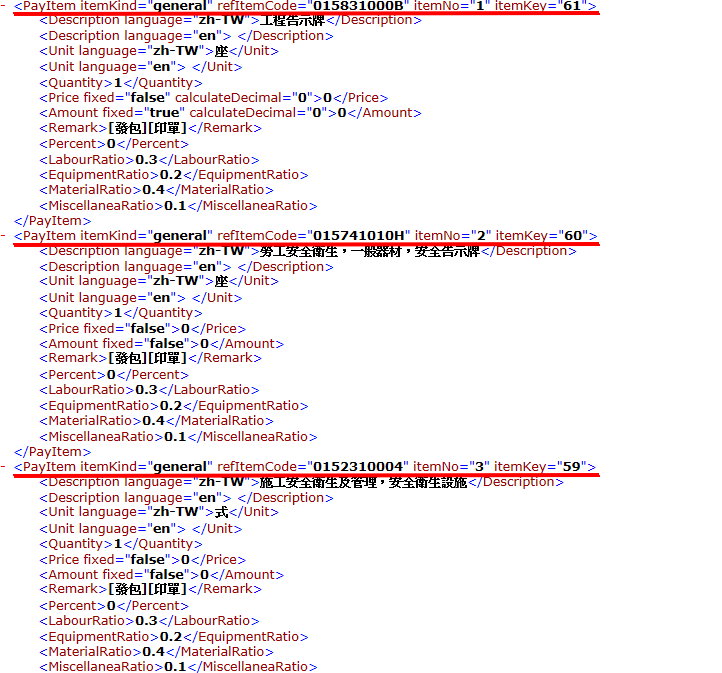 - <PayItem itemKind="general" refItemCode="015831000B" itemNo="1" itemKey="61">
<Description language="zh-TW">工程告示牌</Description>
<Description language="en"> </Description>
<Unit language="zh-TW">座</Unit>
<Unit language="en"> </Unit>
<Quantity>1</Quantity>
<Price fixed="false" calculateDecimal="0">0</Price>
<Amount fixed="true" calculateDecimal="0">0</Amount>
<Remark>[發包][印單]</Remark>
<Percent>0</Percent>
<LabourRatio>0.3</LabourRatio>
<EquipmentRatio>0.2</EquipmentRatio>
<MaterialRatio>0.4</MaterialRatio>
<MiscellaneaRatio>0.1</MiscellaneaRatio>
</PayItem>
- <PayItem itemKind="general" refItemCode="015741010H" itemNo="2" itemKey="60">
<Description language="zh-TW">勞工安全衛生，一般器材，安全告示牌</Description>
<Description language="en"> </Description>
<Unit language="zh-TW">座</Unit>
<Unit language="en"> </Unit>
<Quantity>1</Quantity>
<Price fixed="false">0</Price>
<Amount fixed="false">0</Amount>
<Remark>[發包][印單]</Remark>
<Percent>0</Percent>
<LabourRatio>0.3</LabourRatio>
<EquipmentRatio>0.2</EquipmentRatio>
<MaterialRatio>0.4</MaterialRatio>
<MiscellaneaRatio>0.1</MiscellaneaRatio>
</PayItem>
- <PayItem itemKind="general" refItemCode="0152310004" itemNo="3" itemKey="59">
<Description language="zh-TW">施工安全衛生及管理，安全衛生設施</Description>
<Description language="en"> </Description>
<Unit language="zh-TW">式</Unit>
<Unit language="en"> </Unit>
<Quantity>1</Quantity>
<Price fixed="false">0</Price>
<Amount fixed="false">0</Amount>
<Remark>[發包][印單]</Remark>
<Percent>0</Percent>
<LabourRatio>0.3</LabourRatio>
<EquipmentRatio>0.2</EquipmentRatio>
<MaterialRatio>0.4</MaterialRatio>
<MiscellaneaRatio>0.1</MiscellaneaRatio>